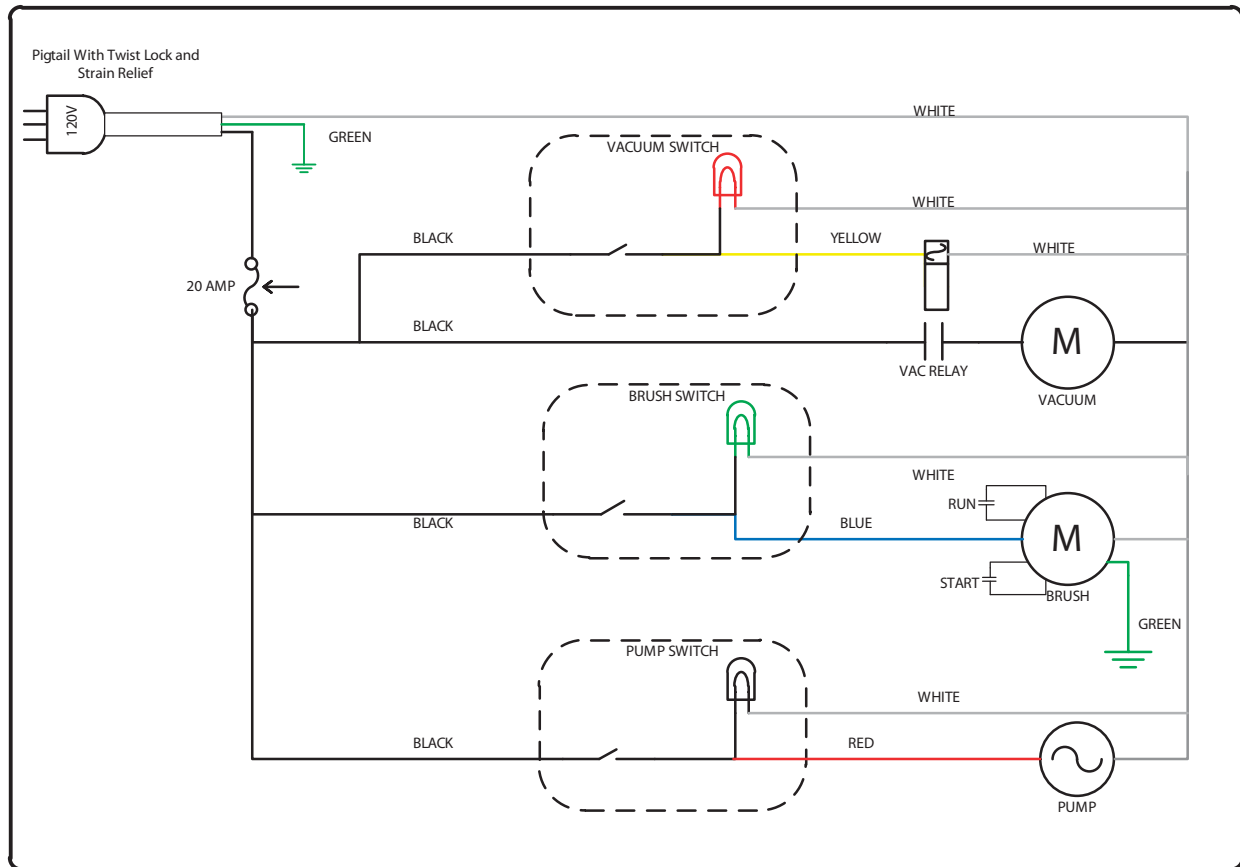 Pigtail With Twist Lock and
Strain Relief
120V
WHITE
GREEN
VACUUM SWITCH
WHITE
BLACK
YELLOW
WHITE
20 AMP
BLACK
M
VAC RELAY
VACUUM
BRUSH SWITCH
WHITE
RUN
BLACK
BLUE
M
START
BRUSH
GREEN
PUMP SWITCH
WHITE
BLACK
RED
PUMP